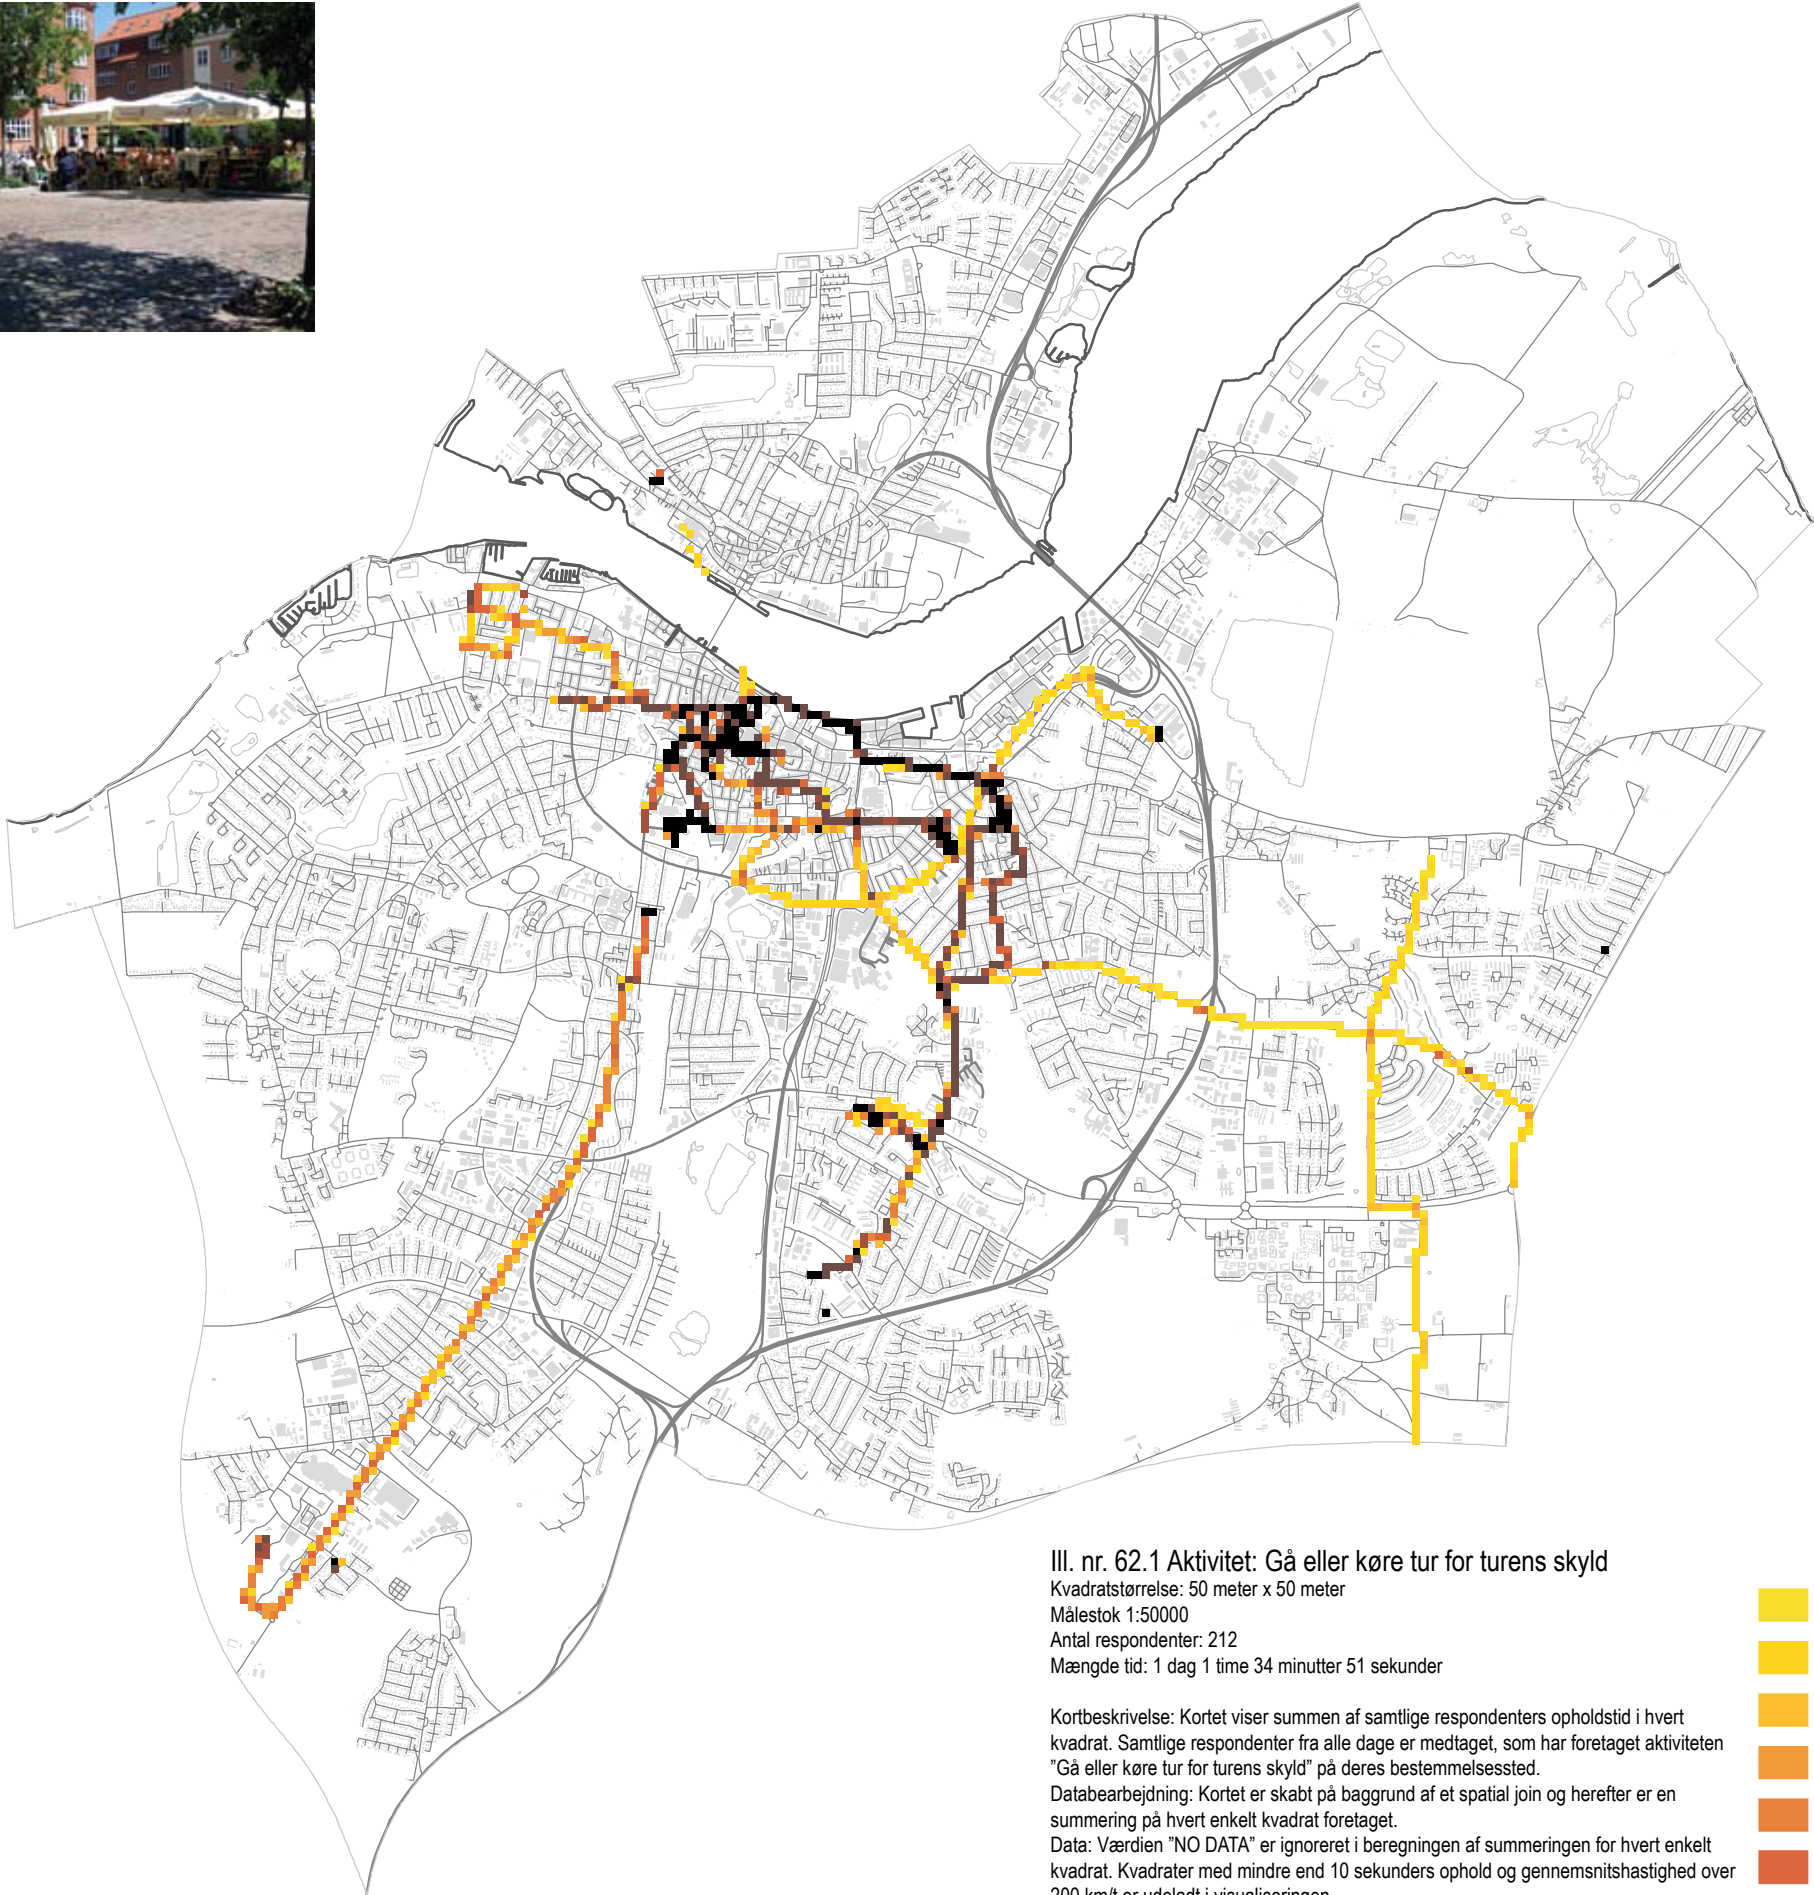 Ill. nr. 62.1 Aktivitet: Gå eller køre tur for turens skyld
Kvadratstørrelse: 50 meter x 50 meter
Målestok 1:50000
Antal respondenter: 212
Mængde tid: 1 dag 1 time 34 minutter 51 sekunder
Kortbeskrivelse: Kortet viser summen af samtlige respondenters opholdstid i hvert
kvadrat. Samtlige respondenter fra alle dage er medtaget, som har foretaget aktiviteten
”Gå eller køre tur for turens skyld” på deres bestemmelsessted.
Databearbejdning: Kortet er skabt på baggrund af et spatial join og herefter er en
summering på hvert enkelt kvadrat foretaget.
Data: Værdien ”NO DATA” er ignoreret i beregningen af summeringen for hvert enkelt
kvadrat. Kvadrater med mindre end 10 sekunders ophold og gennemsnitshastighed over
200 km/t er udeladt i visualiseringen